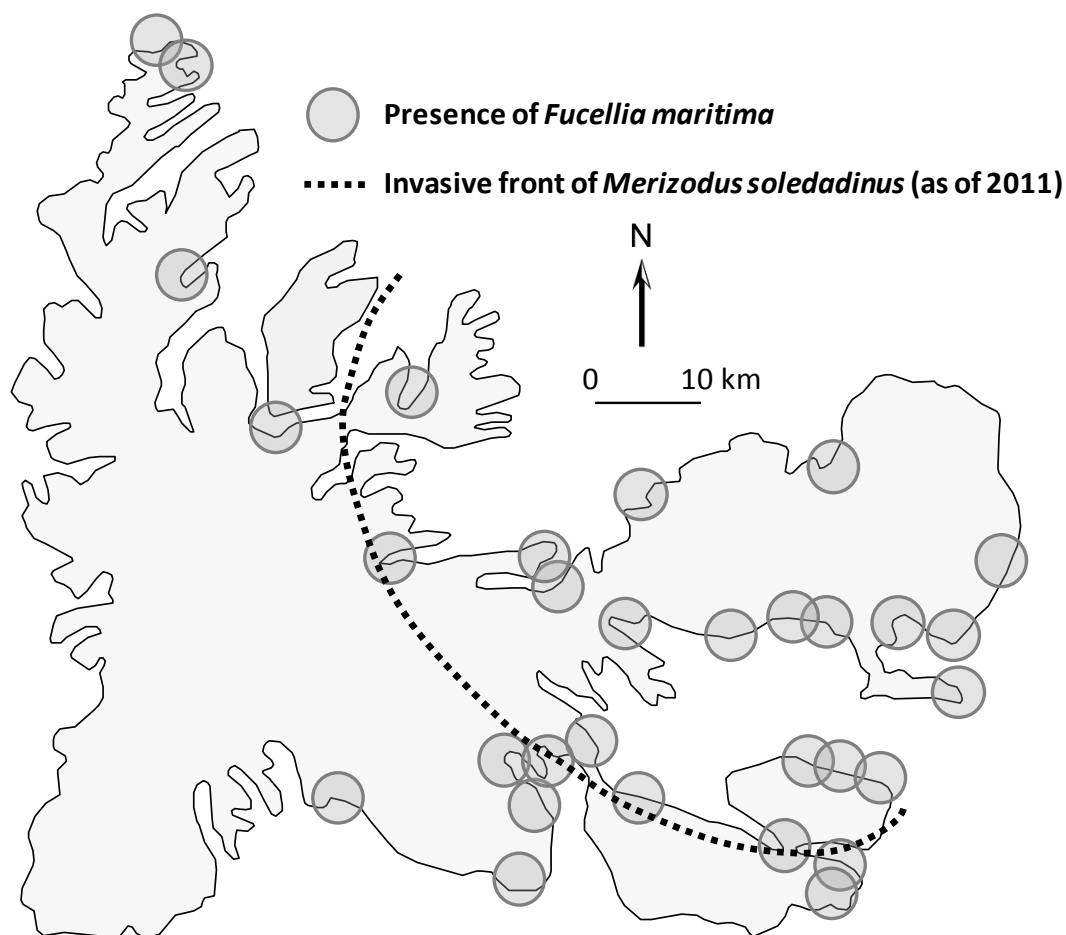 Presence of Fucellia maritima
Invasive front of Merizodus soledadinus (as of 2011)
N
0 10 km